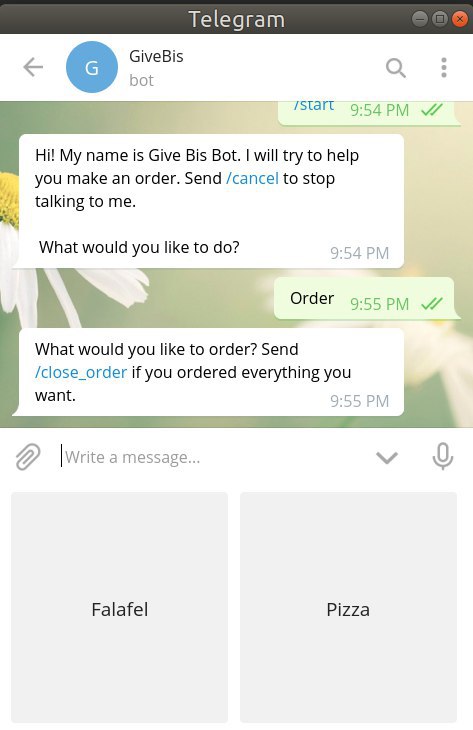 Telegram
G
GiveBis
bot
/start 9:54 PM
Hi! My name is Give Bis Bot. I will try to help
you make an order. Send /cancel to stop
talking to me.
What would you like to do?
9:54 PM
Order 9:55 PM
What would you like to order? Send
/close_order if you ordered everything you
want.
9:55 PM
Write a message...
Falafel
Pizza